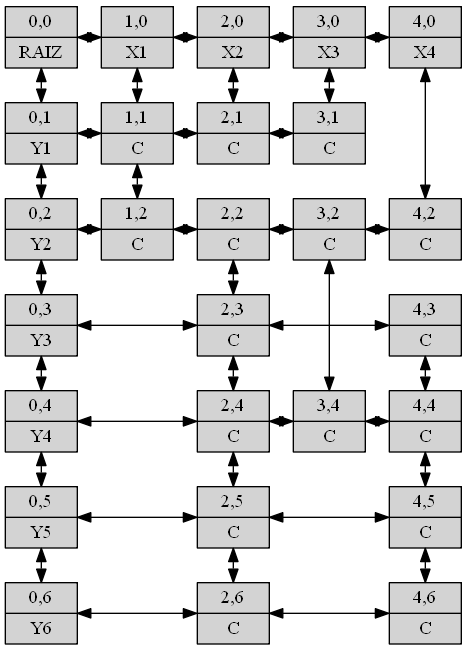 0,0 1,0 2,0 3,0 4,0
RAIZ X1 X2 X3 X4
0,1 1,1 2,1 3,1
Y1 C C C
0,2 1,2 2,2 3,2 4,2
Y2 C C C C
0,3 2,3 4,3
Y3 C C
0,4 2,4 3,4 4,4
Y4 C C C
0,5 2,5 4,5
Y5 C C
0,6 2,6 4,6
Y6 C C